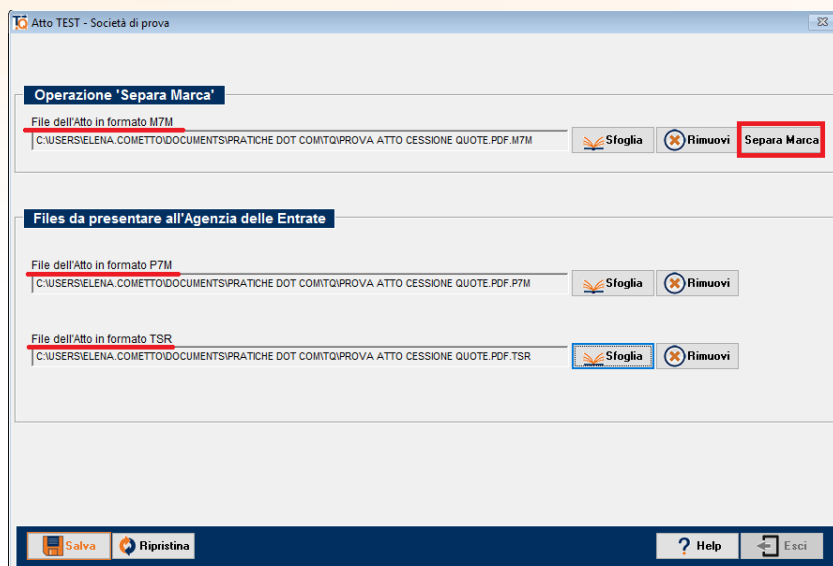 TQ Atto TEST - Società di prova
Operazione 'Separa Marca'
File dell'Atto in formato M7M
C:\USERS\ELENA.COMETTO\DOCUMENTS\PRATICHE DOT COM\TQ\PROVA ATTO CESSIONE QUOTE.PDF.M7M
Sfoglia
Rimuovi
Separa Marca
Files da presentare all'Agenzia delle Entrate
File dell'Atto in formato P7M
C:\USERS\ELENA.COMETTO\DOCUMENTS\PRATICHE DOT COM\TQ\PROVA ATTO CESSIONE QUOTE.PDF.P7M
Sfoglia
Rimuovi
File dell'Atto in formato TSR
C:\USERS\ELENA.COMETTO\DOCUMENTS\PRATICHE DOT COM\TQ\PROVA ATTO CESSIONE QUOTE.PDF.TSR
Sfoglia
Rimuovi
Salva
Ripristina
? Help
Esci